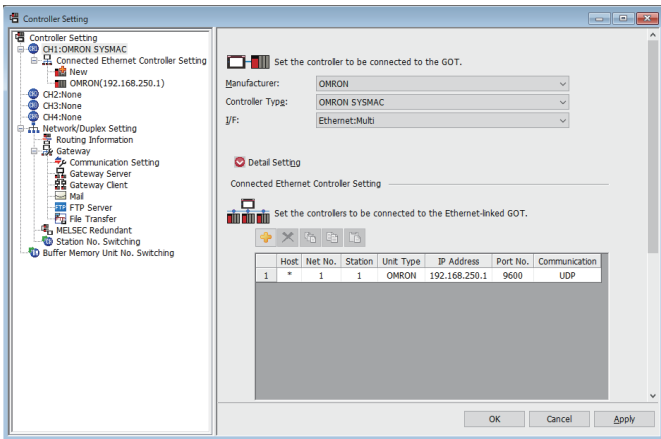 Controller Setting
Controller Setting
CH1:OMRON SYSMAC
Connected Ethernet Controller Setting
New
OMRON(192.168.250.1)
CH2:None
CH3:None
CH4:None
Network/Duplex Setting
Routing Information
Gateway
Communication Setting
Gateway Server
Gateway Client
Mail
FTP Server
File Transfer
MELSEC Redundant
Station No. Switching
Buffer Memory Unit No. Switching
Set the controller to be connected to the GOT.
Manufacturer: OMRON
Controller Type: OMRON SYSMAC
I/F: Ethernet:Multi
Detail Setting
Connected Ethernet Controller Setting
Set the controllers to be connected to the Ethernet-linked GOT.
Host Net No. Station Unit Type IP Address Port No. Communication
1 * 1 1 OMRON 192.168.250.1 9600 UDP
OK Cancel Apply